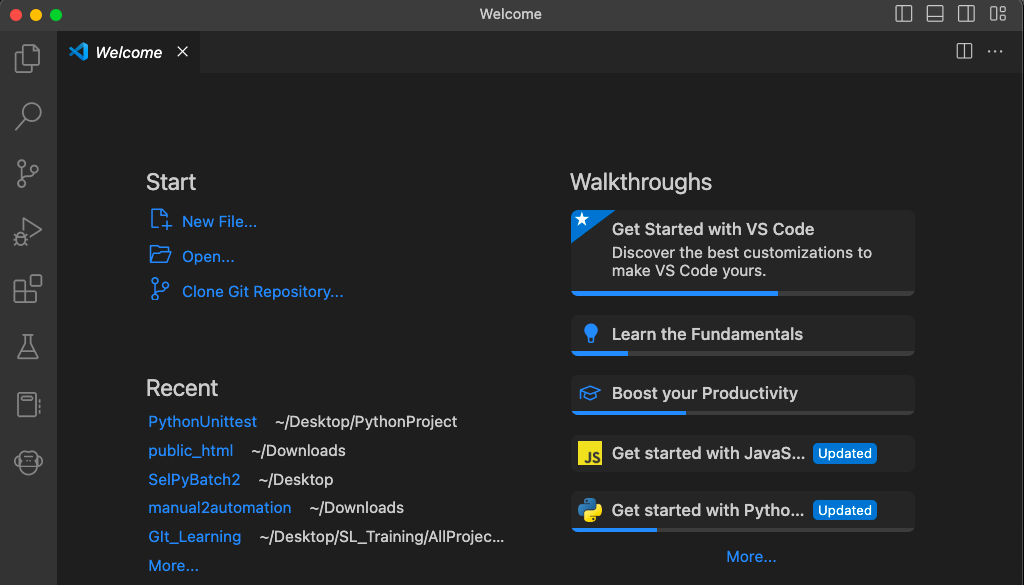 Welcome
Welcome
Start
New File...
Open...
Clone Git Repository...
Recent
PythonUnittest ~/Desktop/PythonProject
public_html ~/Downloads
SelPyBatch2 ~/Desktop
manual2automation ~/Downloads
GIt_Learning ~/Desktop/SL_Training/AllProjec...
More...
Walkthroughs
Get Started with VS Code
Discover the best customizations to
make VS Code yours.
Learn the Fundamentals
Boost your Productivity
JS Get started with JavaS... Updated
Get started with Pytho... Updated
More...